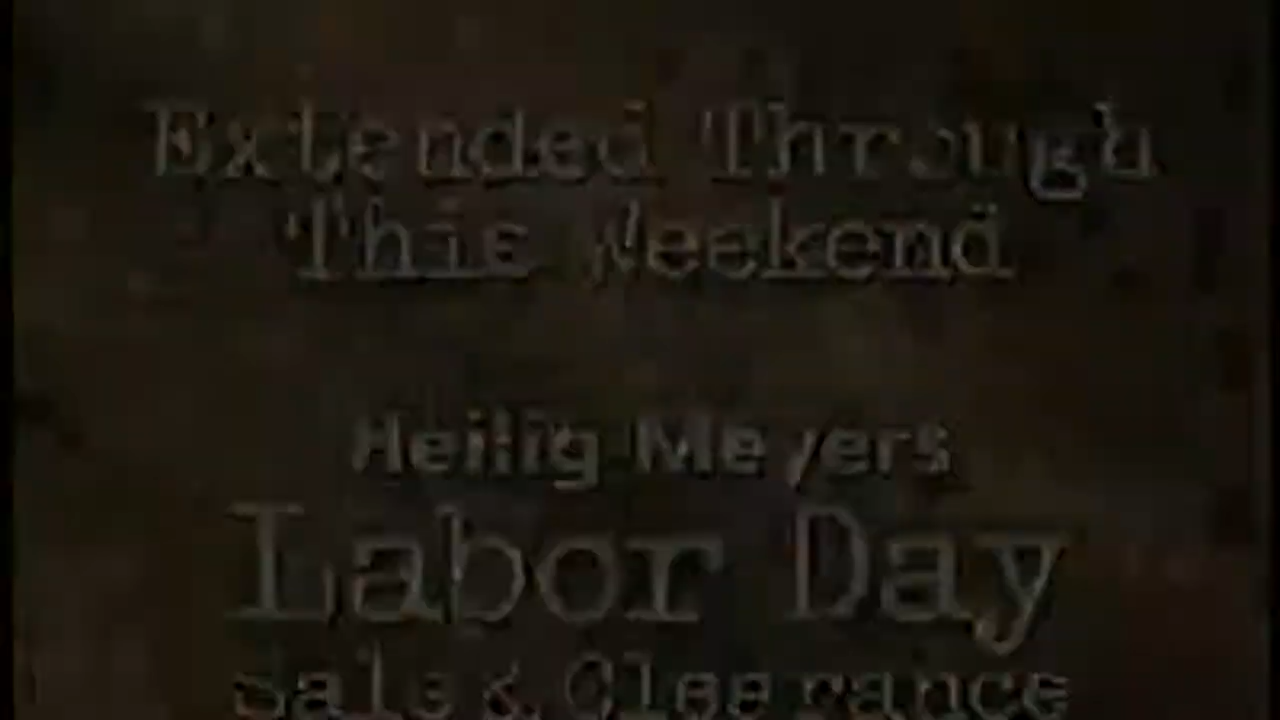 Extended Through
This Weekend
Heilig Meyers
Labor Day
Sale & Clearance